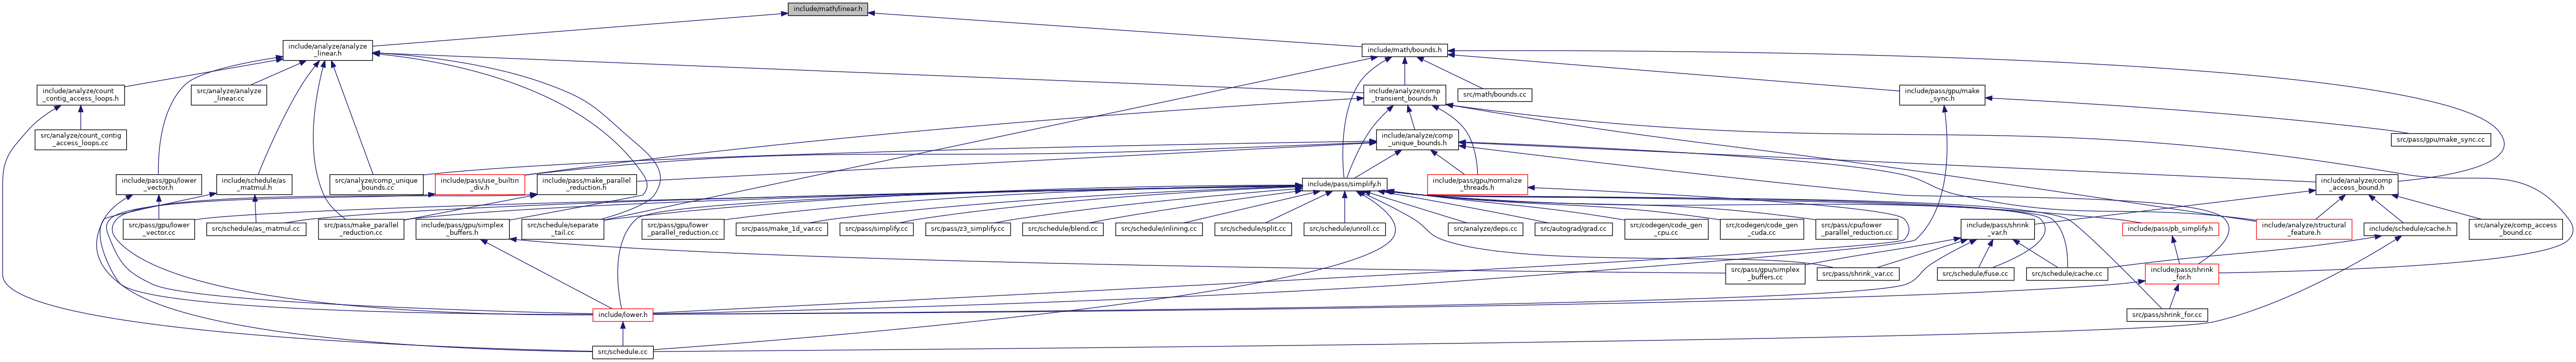 include/math/linear.h
include/analyze/analyze
_linear.h
include/math/bounds.h
include/analyze/count
_contig_access_loops.h
src/analyze/analyze
_linear.cc
include/analyze/comp
_transient_bounds.h
src/math/bounds.cc
include/pass/gpu/make
_sync.h
src/analyze/count_contig
_access_loops.cc
include/analyze/comp
_unique_bounds.h
src/pass/gpu/make_sync.cc
include/pass/gpu/lower
_vector.h
include/schedule/as
_matmul.h
src/analyze/comp_unique
_bounds.cc
include/pass/use_builtin
_div.h
include/pass/make_parallel
_reduction.h
include/pass/simplify.h
include/pass/gpu/normalize
_threads.h
include/analyze/comp
_access_bound.h
src/pass/gpu/lower
_vector.cc
src/schedule/as_matmul.cc
src/pass/make_parallel
_reduction.cc
include/pass/gpu/simplex
_buffers.h
src/schedule/separate
_tail.cc
src/pass/gpu/lower
_parallel_reduction.cc
src/pass/make_1d_var.cc
src/pass/simplify.cc
src/pass/z3_simplify.cc
src/schedule/blend.cc
src/schedule/inlining.cc
src/schedule/split.cc
src/schedule/unroll.cc
src/analyze/deps.cc
src/autograd/grad.cc
src/codegen/code_gen
_cpu.cc
src/codegen/code_gen
_cuda.cc
src/pass/cpu/lower
_parallel_reduction.cc
include/pass/shrink
_var.h
include/pass/pb_simplify.h
include/analyze/structural
_feature.h
include/schedule/cache.h
src/analyze/comp_access
_bound.cc
src/pass/gpu/simplex
_buffers.cc
src/pass/shrink_var.cc
src/schedule/fuse.cc
src/schedule/cache.cc
include/pass/shrink
_for.h
include/lower.h
src/pass/shrink_for.cc
src/schedule.cc